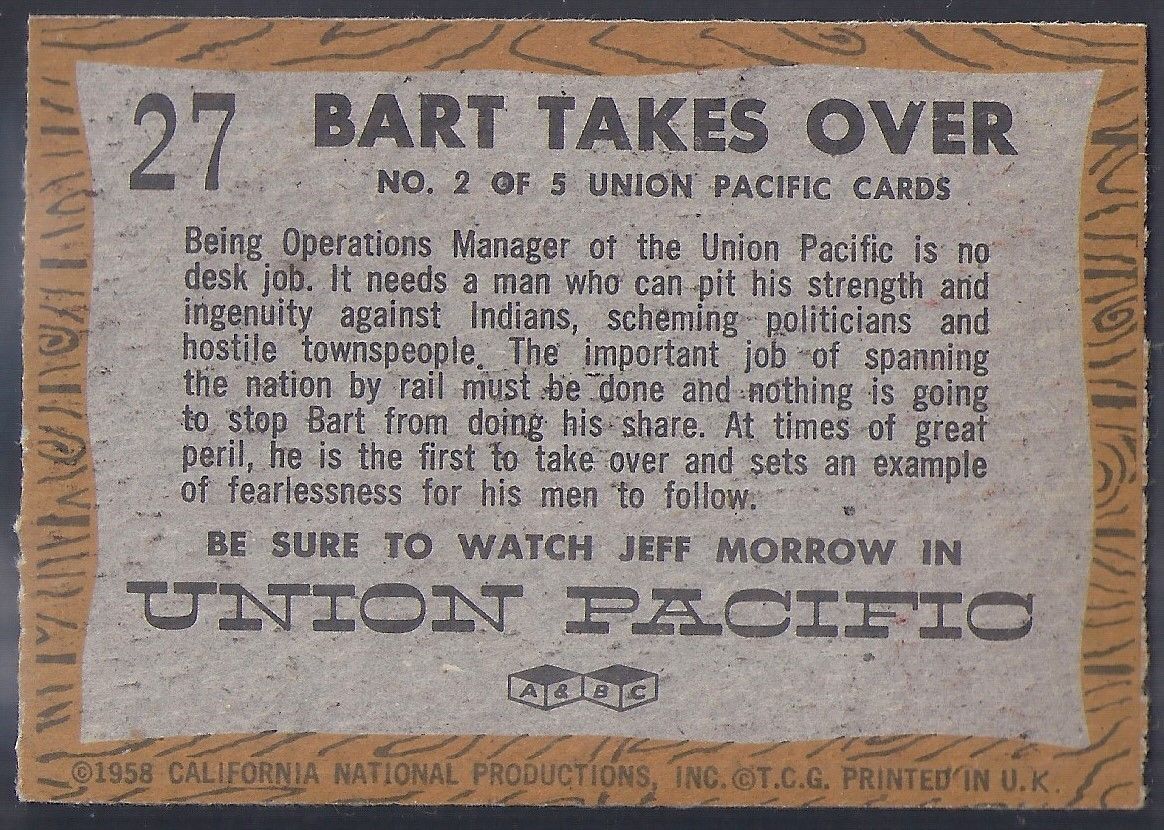 27 BART TAKES OVER
NO. 2 OF 5 UNION PACIFIC CARDS
Being Operations Manager of the Union Pacific is no
desk job. It needs a man who can pit his strength and
ingenuity against Indians, scheming politicians and
hostile townspeople. The important job of spanning
the nation by rail must be done and nothing is going
to stop Bart from doing his share. At times of great
peril, he is the first to take over and sets an example
of fearlessness for his men to follow.
BE SURE TO WATCH JEFF MORROW IN
UNION PACIFIC
A & B C
©1958 CALIFORNIA NATIONAL PRODUCTIONS, INC. ©T.C.G. PRINTED IN U.K.